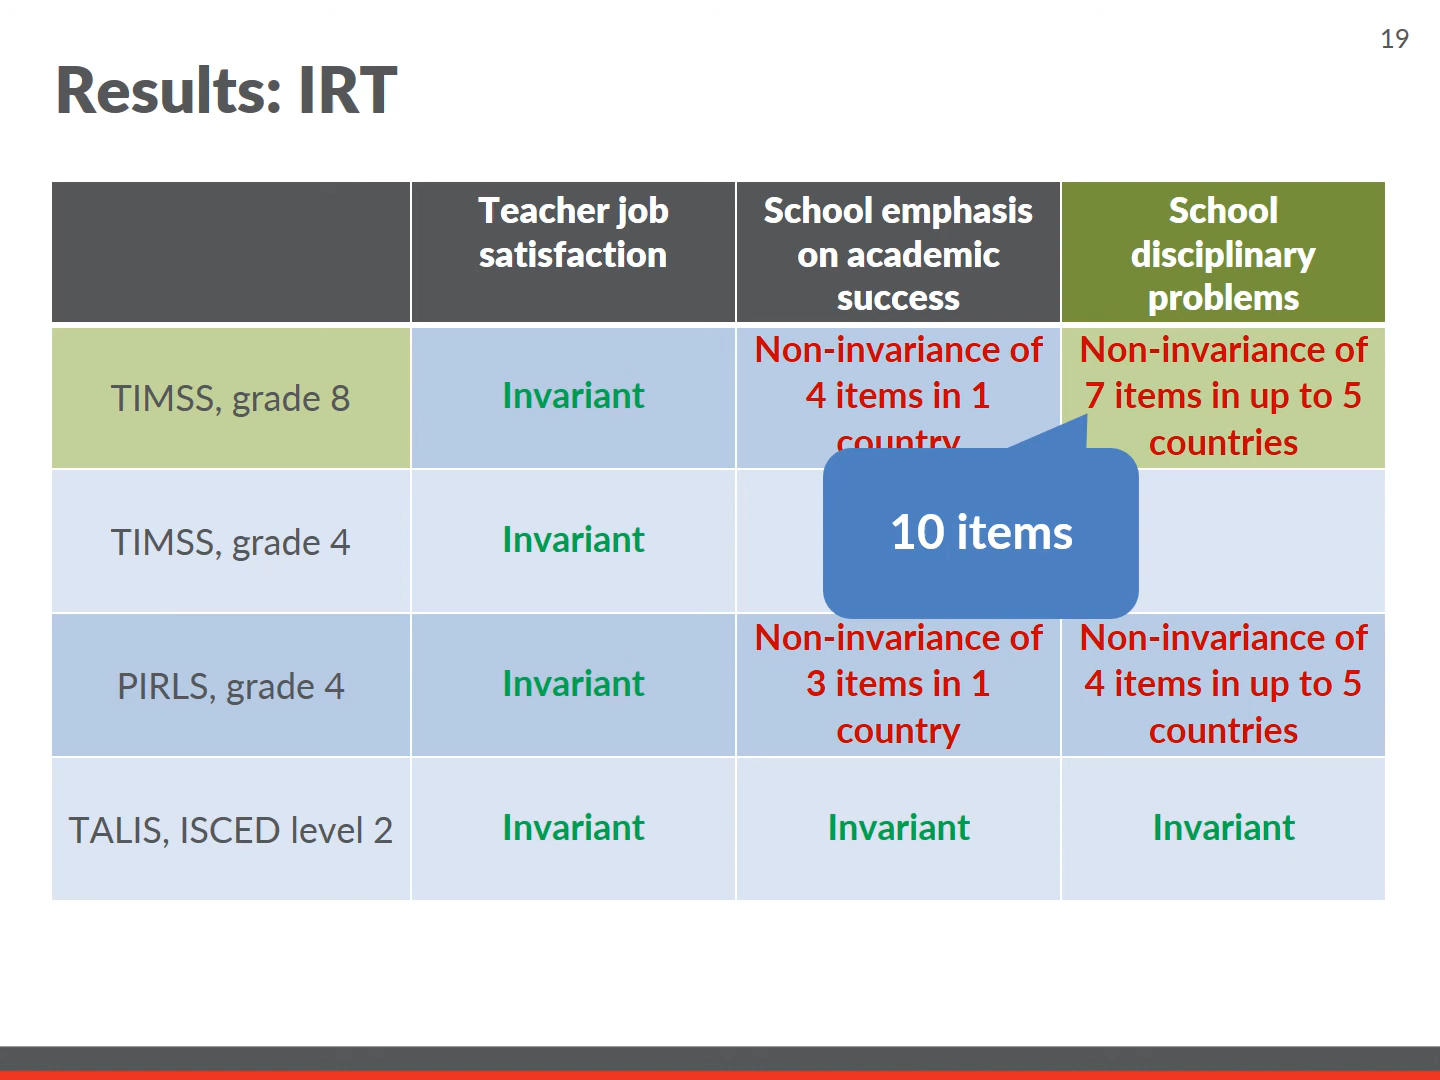 19
Results: IRT
Teacher job
satisfaction
School emphasis
on academic
success
School
disciplinary
problems
TIMSS, grade 8
Invariant
Non-invariance of
4 items in 1
country
Non-invariance of
7 items in up to 5
countries
TIMSS, grade 4
Invariant
10 items
PIRLS, grade 4
Invariant
Non-invariance of
3 items in 1
country
Non-invariance of
4 items in up to 5
countries
TALIS, ISCED level 2
Invariant
Invariant
Invariant